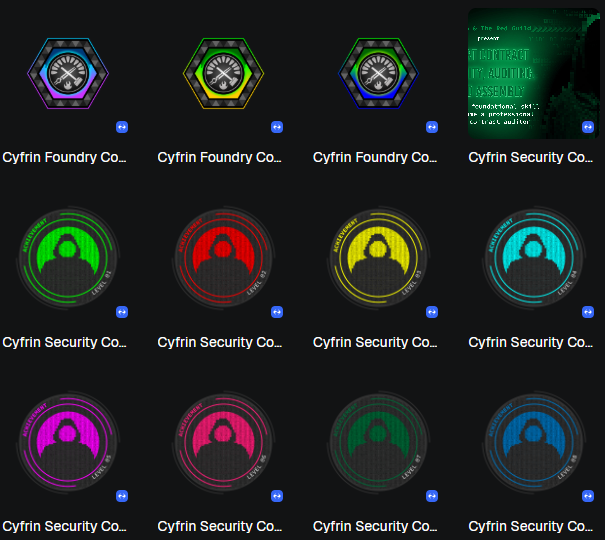 & The Red Guild
present
CONTRACT
AUDITING,
ASSEMBLY
foundational skill
me a professional
contract auditor
Cyfrin Foundry Co...
Cyfrin Foundry Co...
Cyfrin Foundry Co...
Cyfrin Security Co...
ACHIEVEMENT
LEVEL 01
ACHIEVEMENT
LEVEL 02
ACHIEVEMENT
LEVEL 03
ACHIEVEMENT
LEVEL 04
Cyfrin Security Co...
Cyfrin Security Co...
Cyfrin Security Co...
Cyfrin Security Co...
ACHIEVEMENT
LEVEL 05
ACHIEVEMENT
LEVEL 06
ACHIEVEMENT
LEVEL 07
ACHIEVEMENT
LEVEL 08
Cyfrin Security Co...
Cyfrin Security Co...
Cyfrin Security Co...
Cyfrin Security Co...